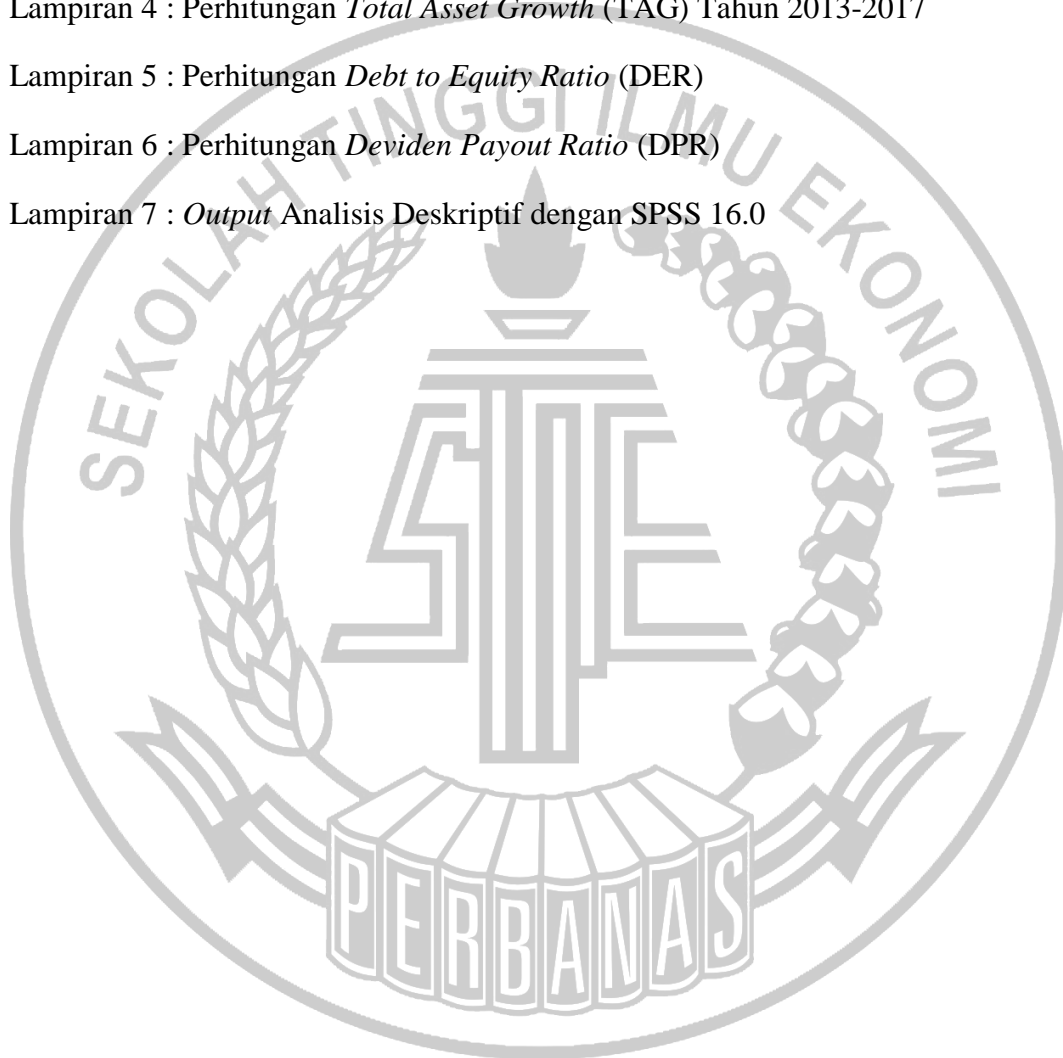 Lampiran 4 : Perhitungan Total Asset Growth (TAG) Tahun 2013-2017
Lampiran 5 : Perhitungan Debt to Equity Ratio (DER)
Lampiran 6 : Perhitungan Deviden Payout Ratio (DPR)
Lampiran 7 : Output Analisis Deskriptif dengan SPSS 16.0
SEKOLAH TINGGI ILMU EKONOMI
STIE
PERBANAS